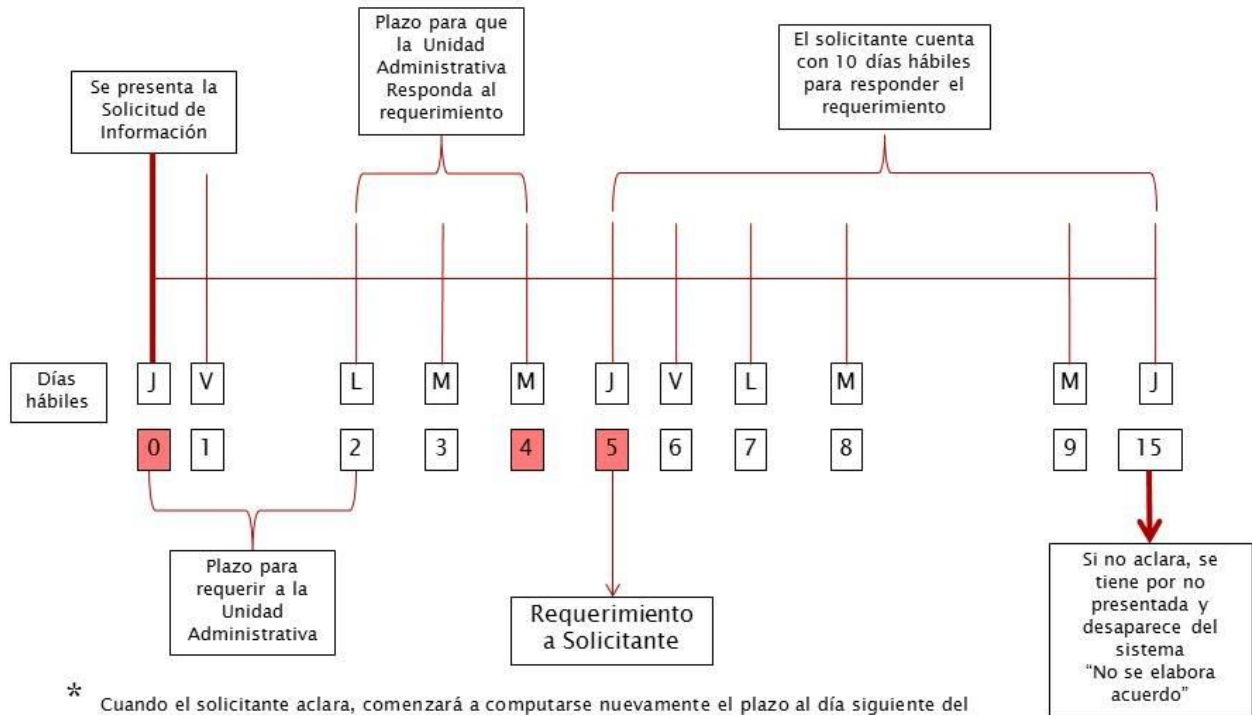 Plazo para que
la Unidad
Administrativa
Responda al
requerimiento
El solicitante cuenta
con 10 días hábiles
para responder el
requerimiento
Se presenta la
Solicitud de
Información
Días
hábiles
J V L M M J V L M M J
0 1 2 3 4 5 6 7 8 9 15
Plazo para
requerir a la
Unidad
Administrativa
Requerimiento
a Solicitante
Si no aclara, se
tiene por no
presentada y
desaparece del
sistema
“No se elabora
acuerdo”
* Cuando el solicitante aclara, comenzará a computarse nuevamente el plazo al día siguiente del